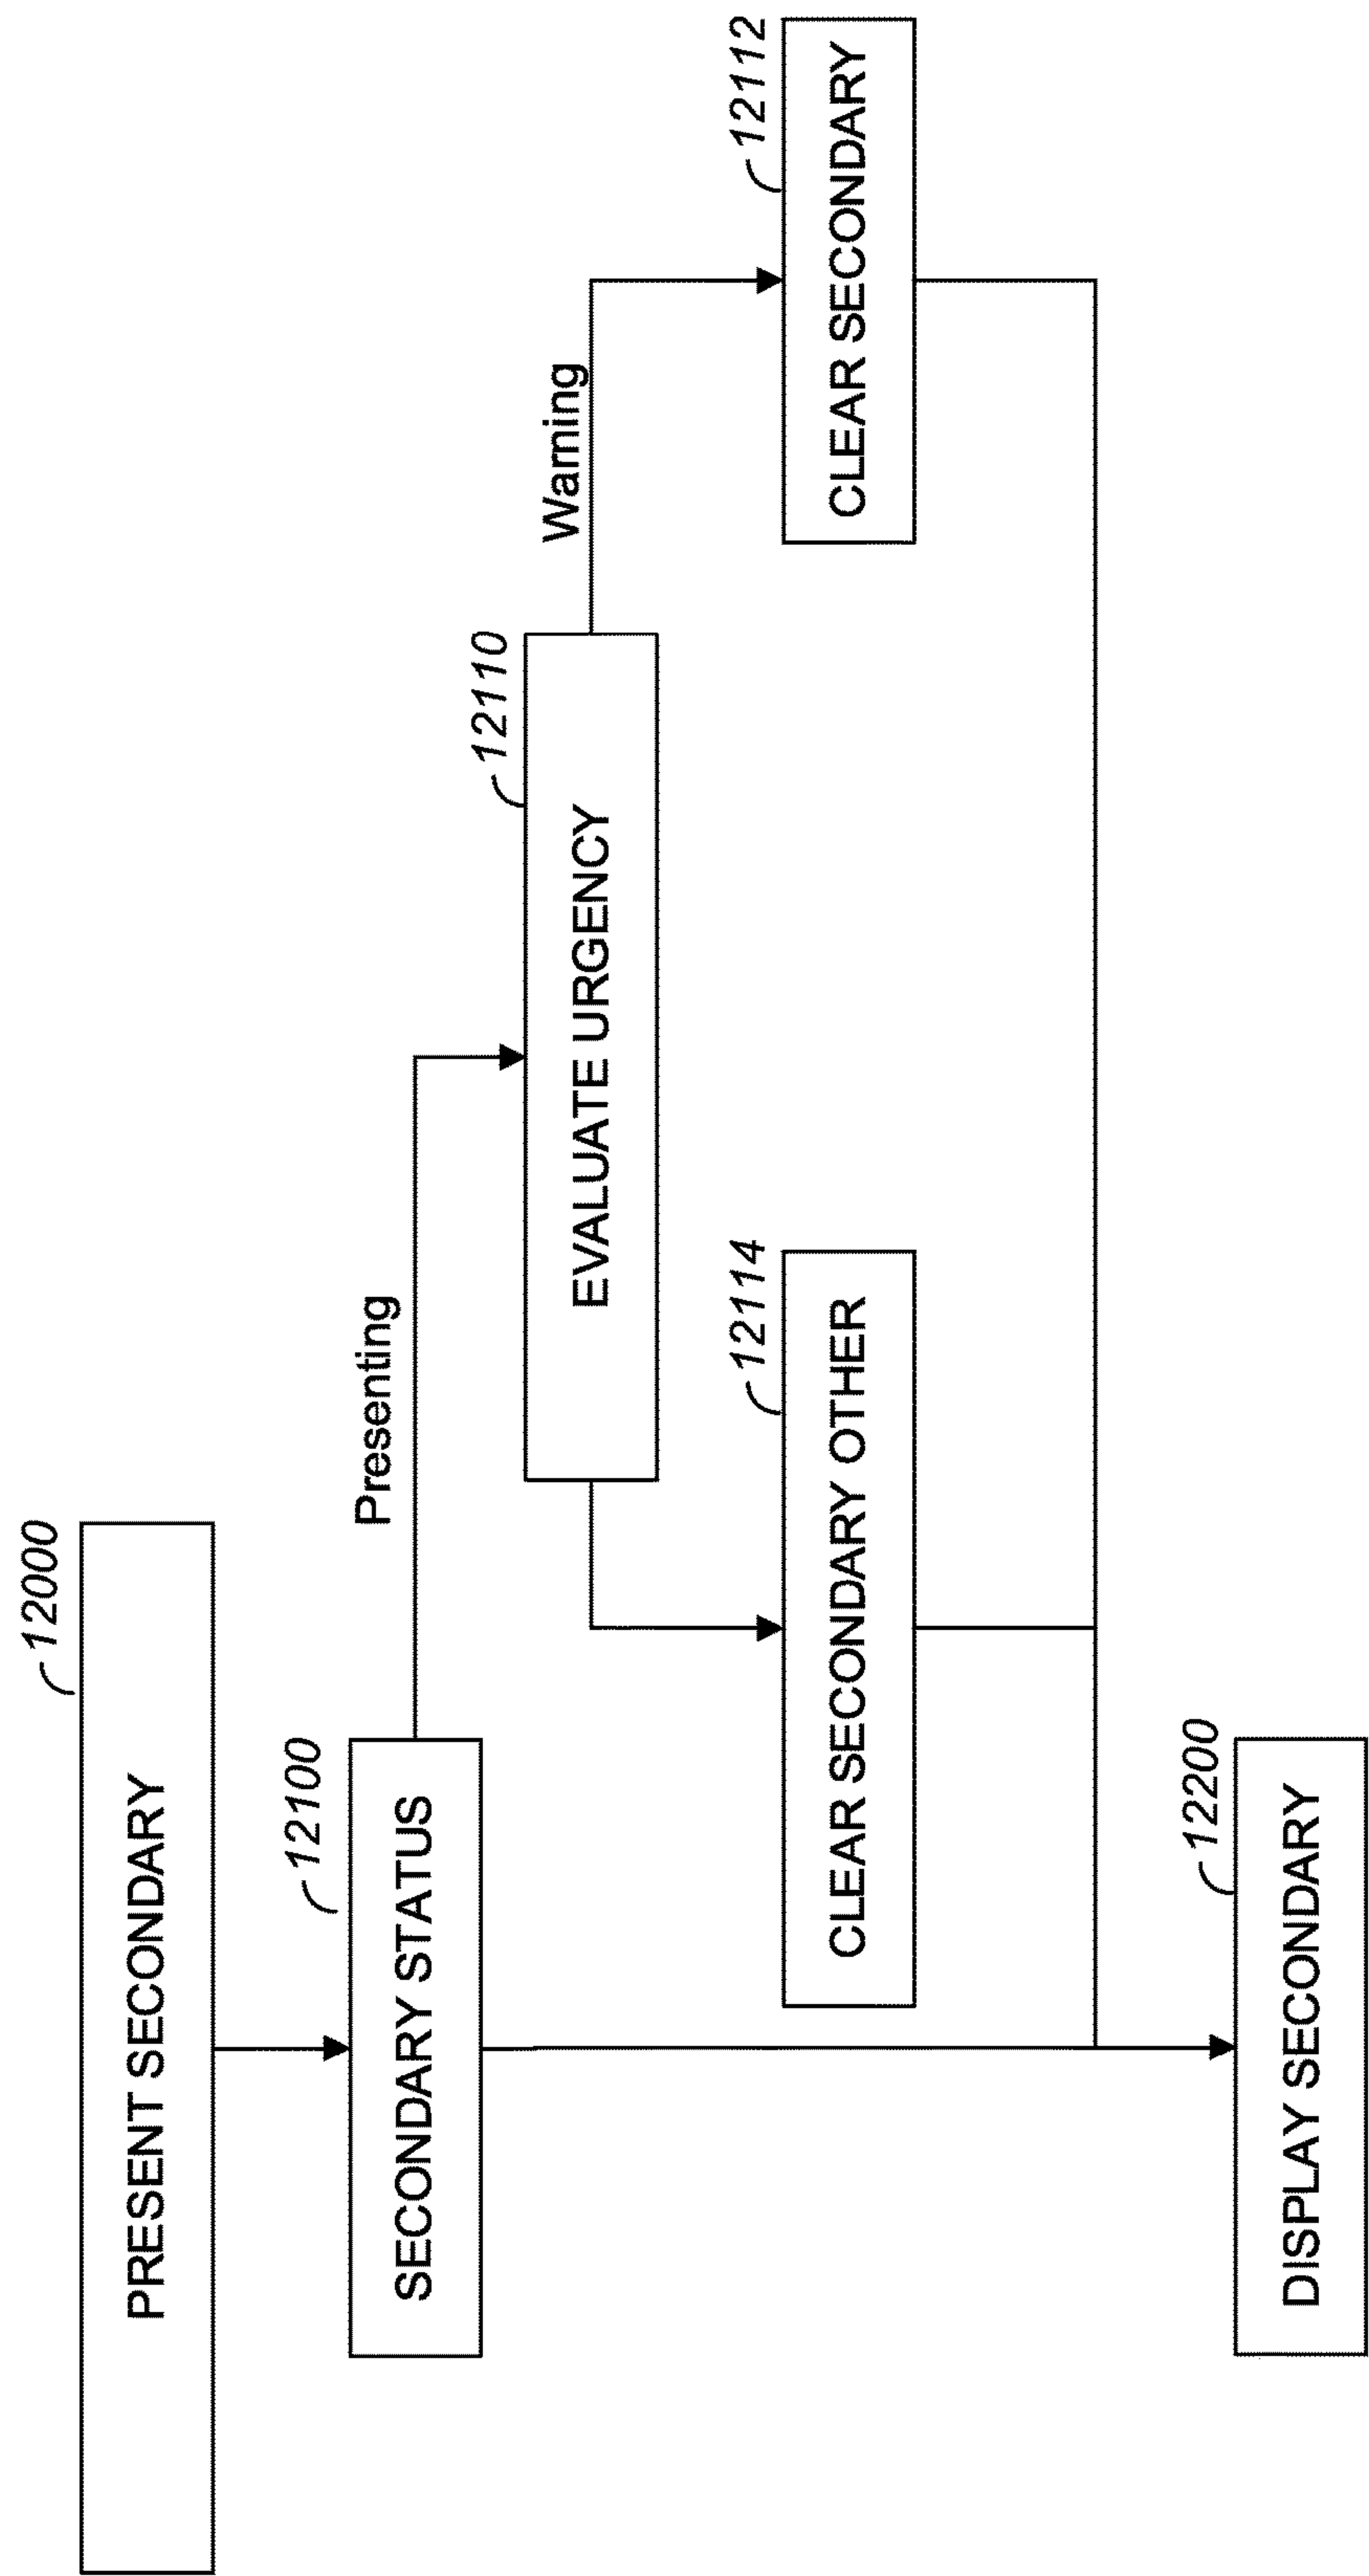 12000
PRESENT SECONDARY
12100
SECONDARY STATUS
Presenting
12110
EVALUATE URGENCY
Warning
12114
CLEAR SECONDARY OTHER
12112
CLEAR SECONDARY
12200
DISPLAY SECONDARY